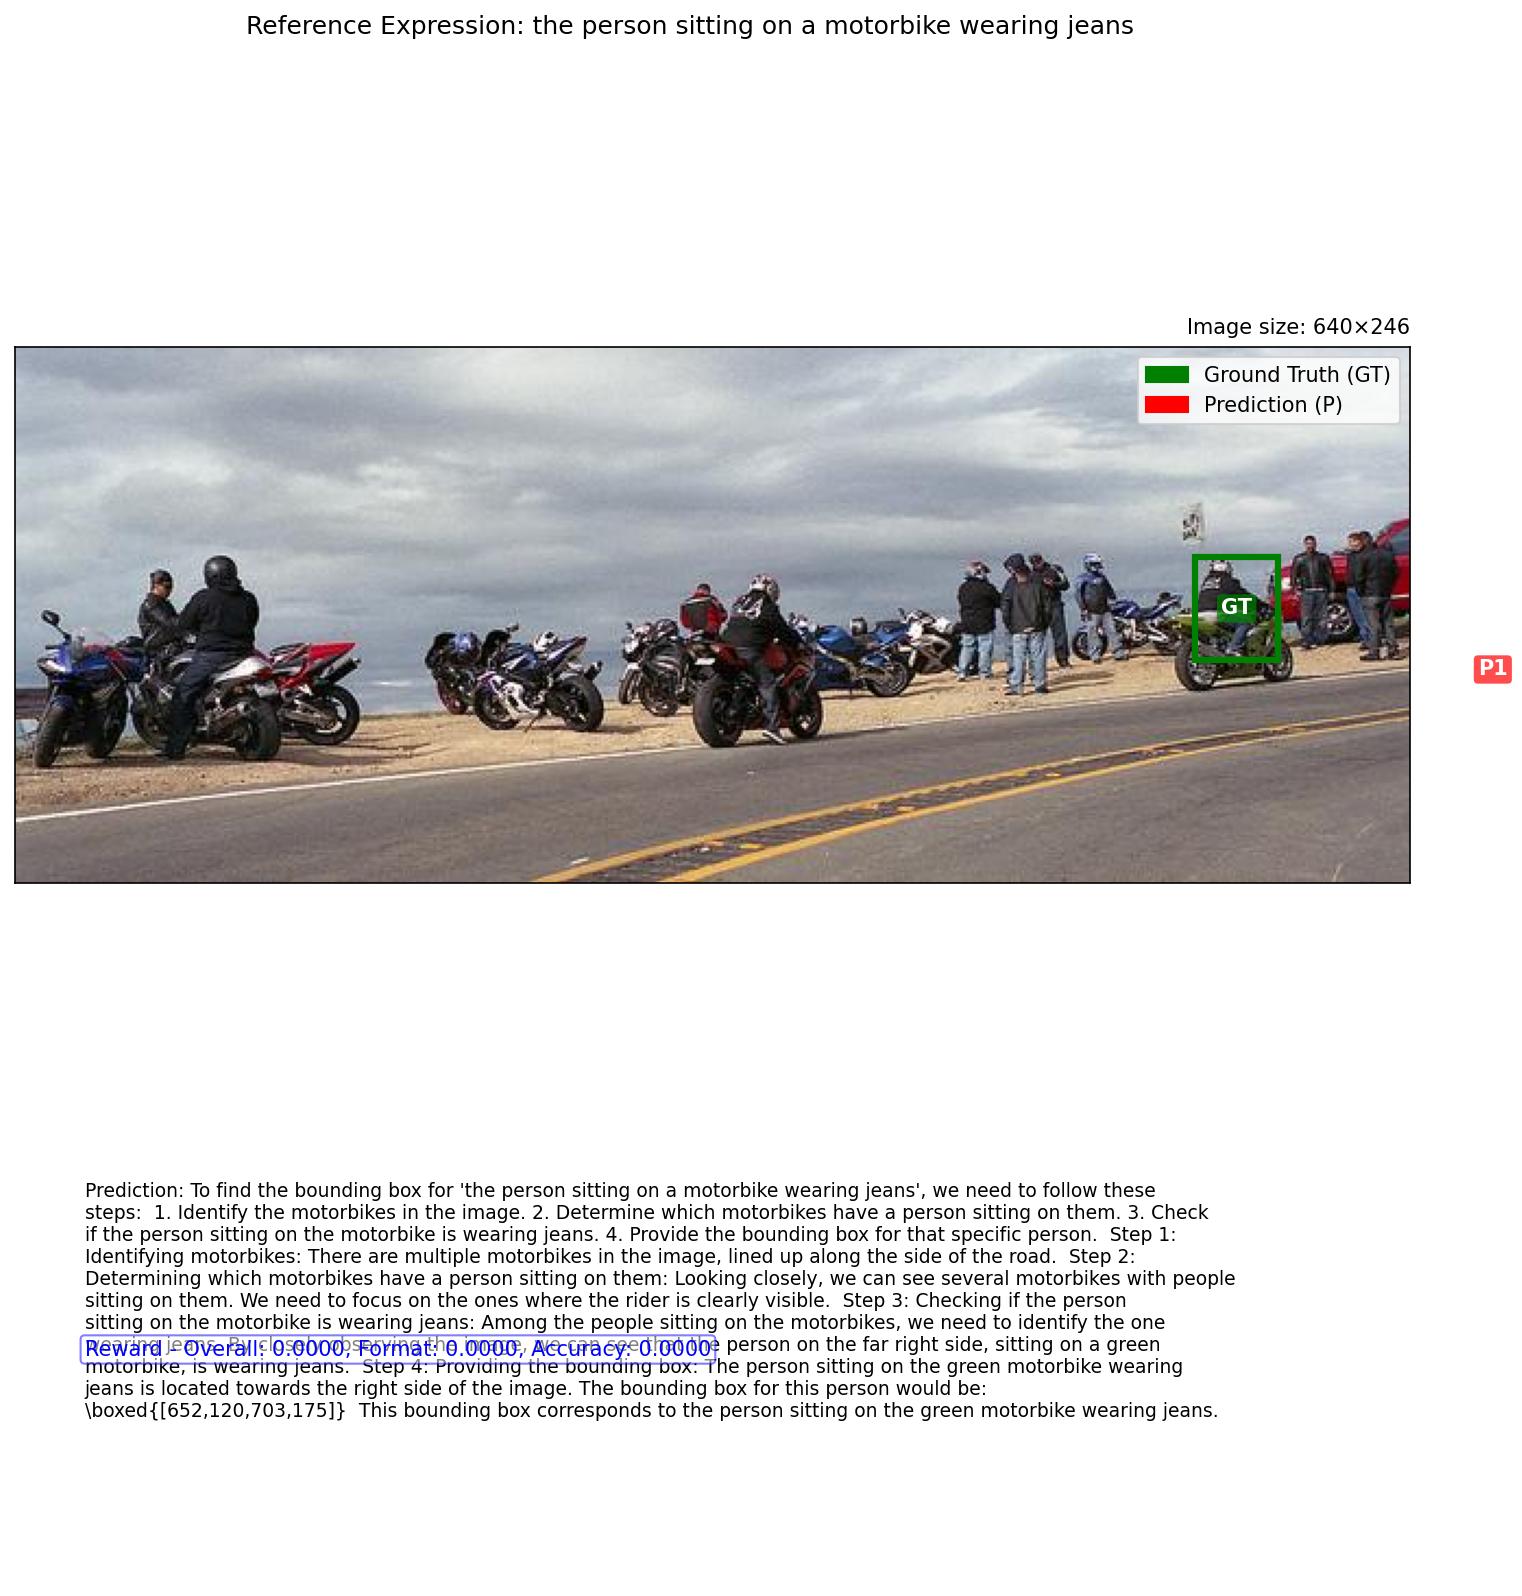 Reference Expression: the person sitting on a motorbike wearing jeans
Image size: 640×246
Ground Truth (GT)
Prediction (P)
GT
P1
Prediction: To find the bounding box for 'the person sitting on a motorbike wearing jeans', we need to follow these
steps:  1. Identify the motorbikes in the image. 2. Determine which motorbikes have a person sitting on them. 3. Check
if the person sitting on the motorbike is wearing jeans. 4. Provide the bounding box for that specific person.  Step 1:
Identifying motorbikes: There are multiple motorbikes in the image, lined up along the side of the road.  Step 2:
Determining which motorbikes have a person sitting on them: Looking closely, we can see several motorbikes with people
sitting on them. We need to focus on the ones where the rider is clearly visible.  Step 3: Checking if the person
sitting on the motorbike is wearing jeans: Among the people sitting on the motorbikes, we need to identify the one
wearing jeans. By closely observing the image, we can see that the person on the far right side, sitting on a green
Reward - Overall: 0.0000, Format: 0.0000, Accuracy: 0.0000
motorbike, is wearing jeans.  Step 4: Providing the bounding box: The person sitting on the green motorbike wearing
jeans is located towards the right side of the image. The bounding box for this person would be:
\boxed{[652,120,703,175]}  This bounding box corresponds to the person sitting on the green motorbike wearing jeans.